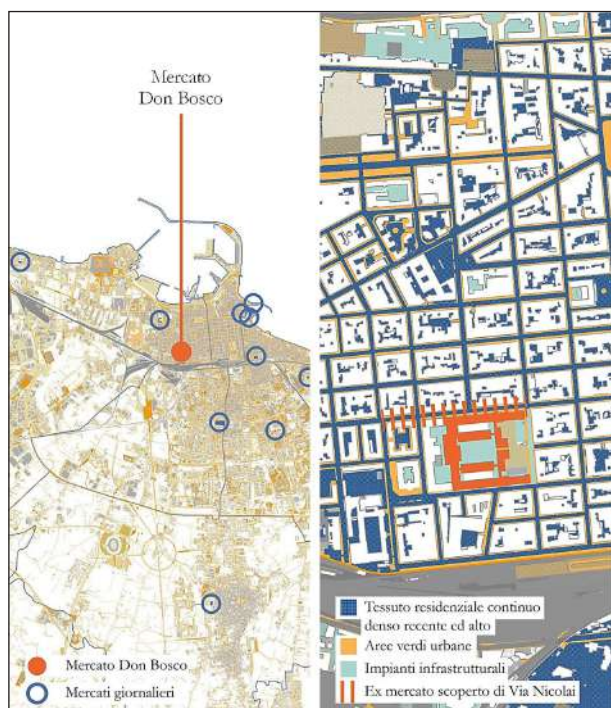 Mercato
Don Bosco
Mercato Don Bosco
Mercati giornalieri
Tessuto residenziale continuo
denso recente ed alto
Aree verdi urbane
Impianti infrastrutturali
Ex mercato scoperto di Via Nicolai